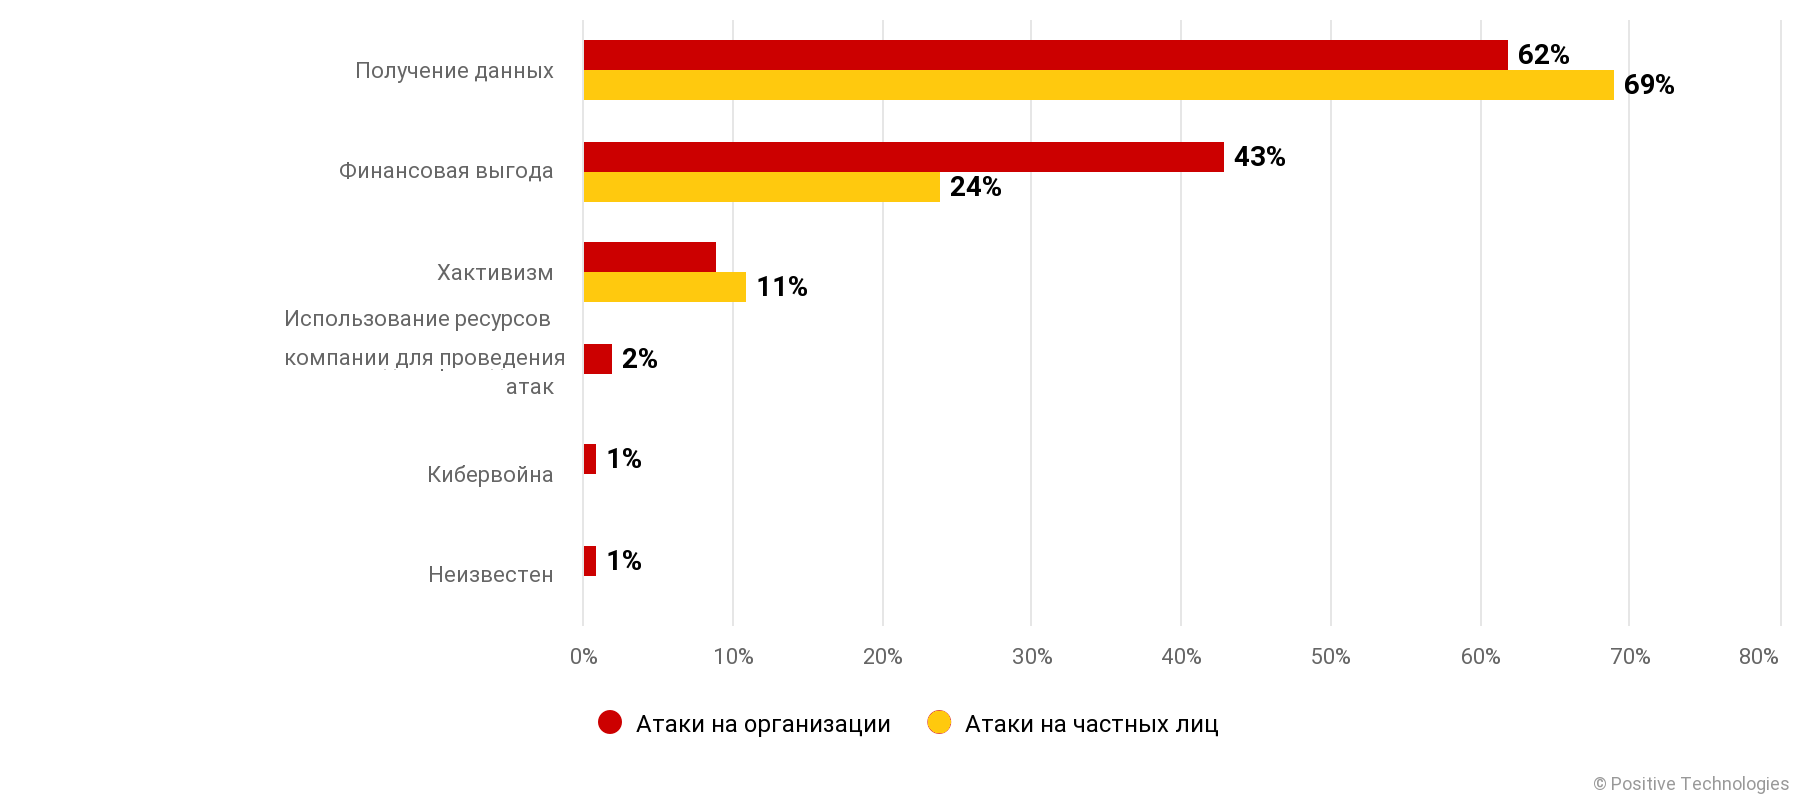 Получение данных
62%
69%
Финансовая выгода
43%
24%
Хактивизм
11%
Использование ресурсов
компании для проведения
атак
2%
Кибервойна
1%
Неизвестен
1%
0% 10% 20% 30% 40% 50% 60% 70% 80%
Атаки на организации Атаки на частных лиц
© Positive Technologies